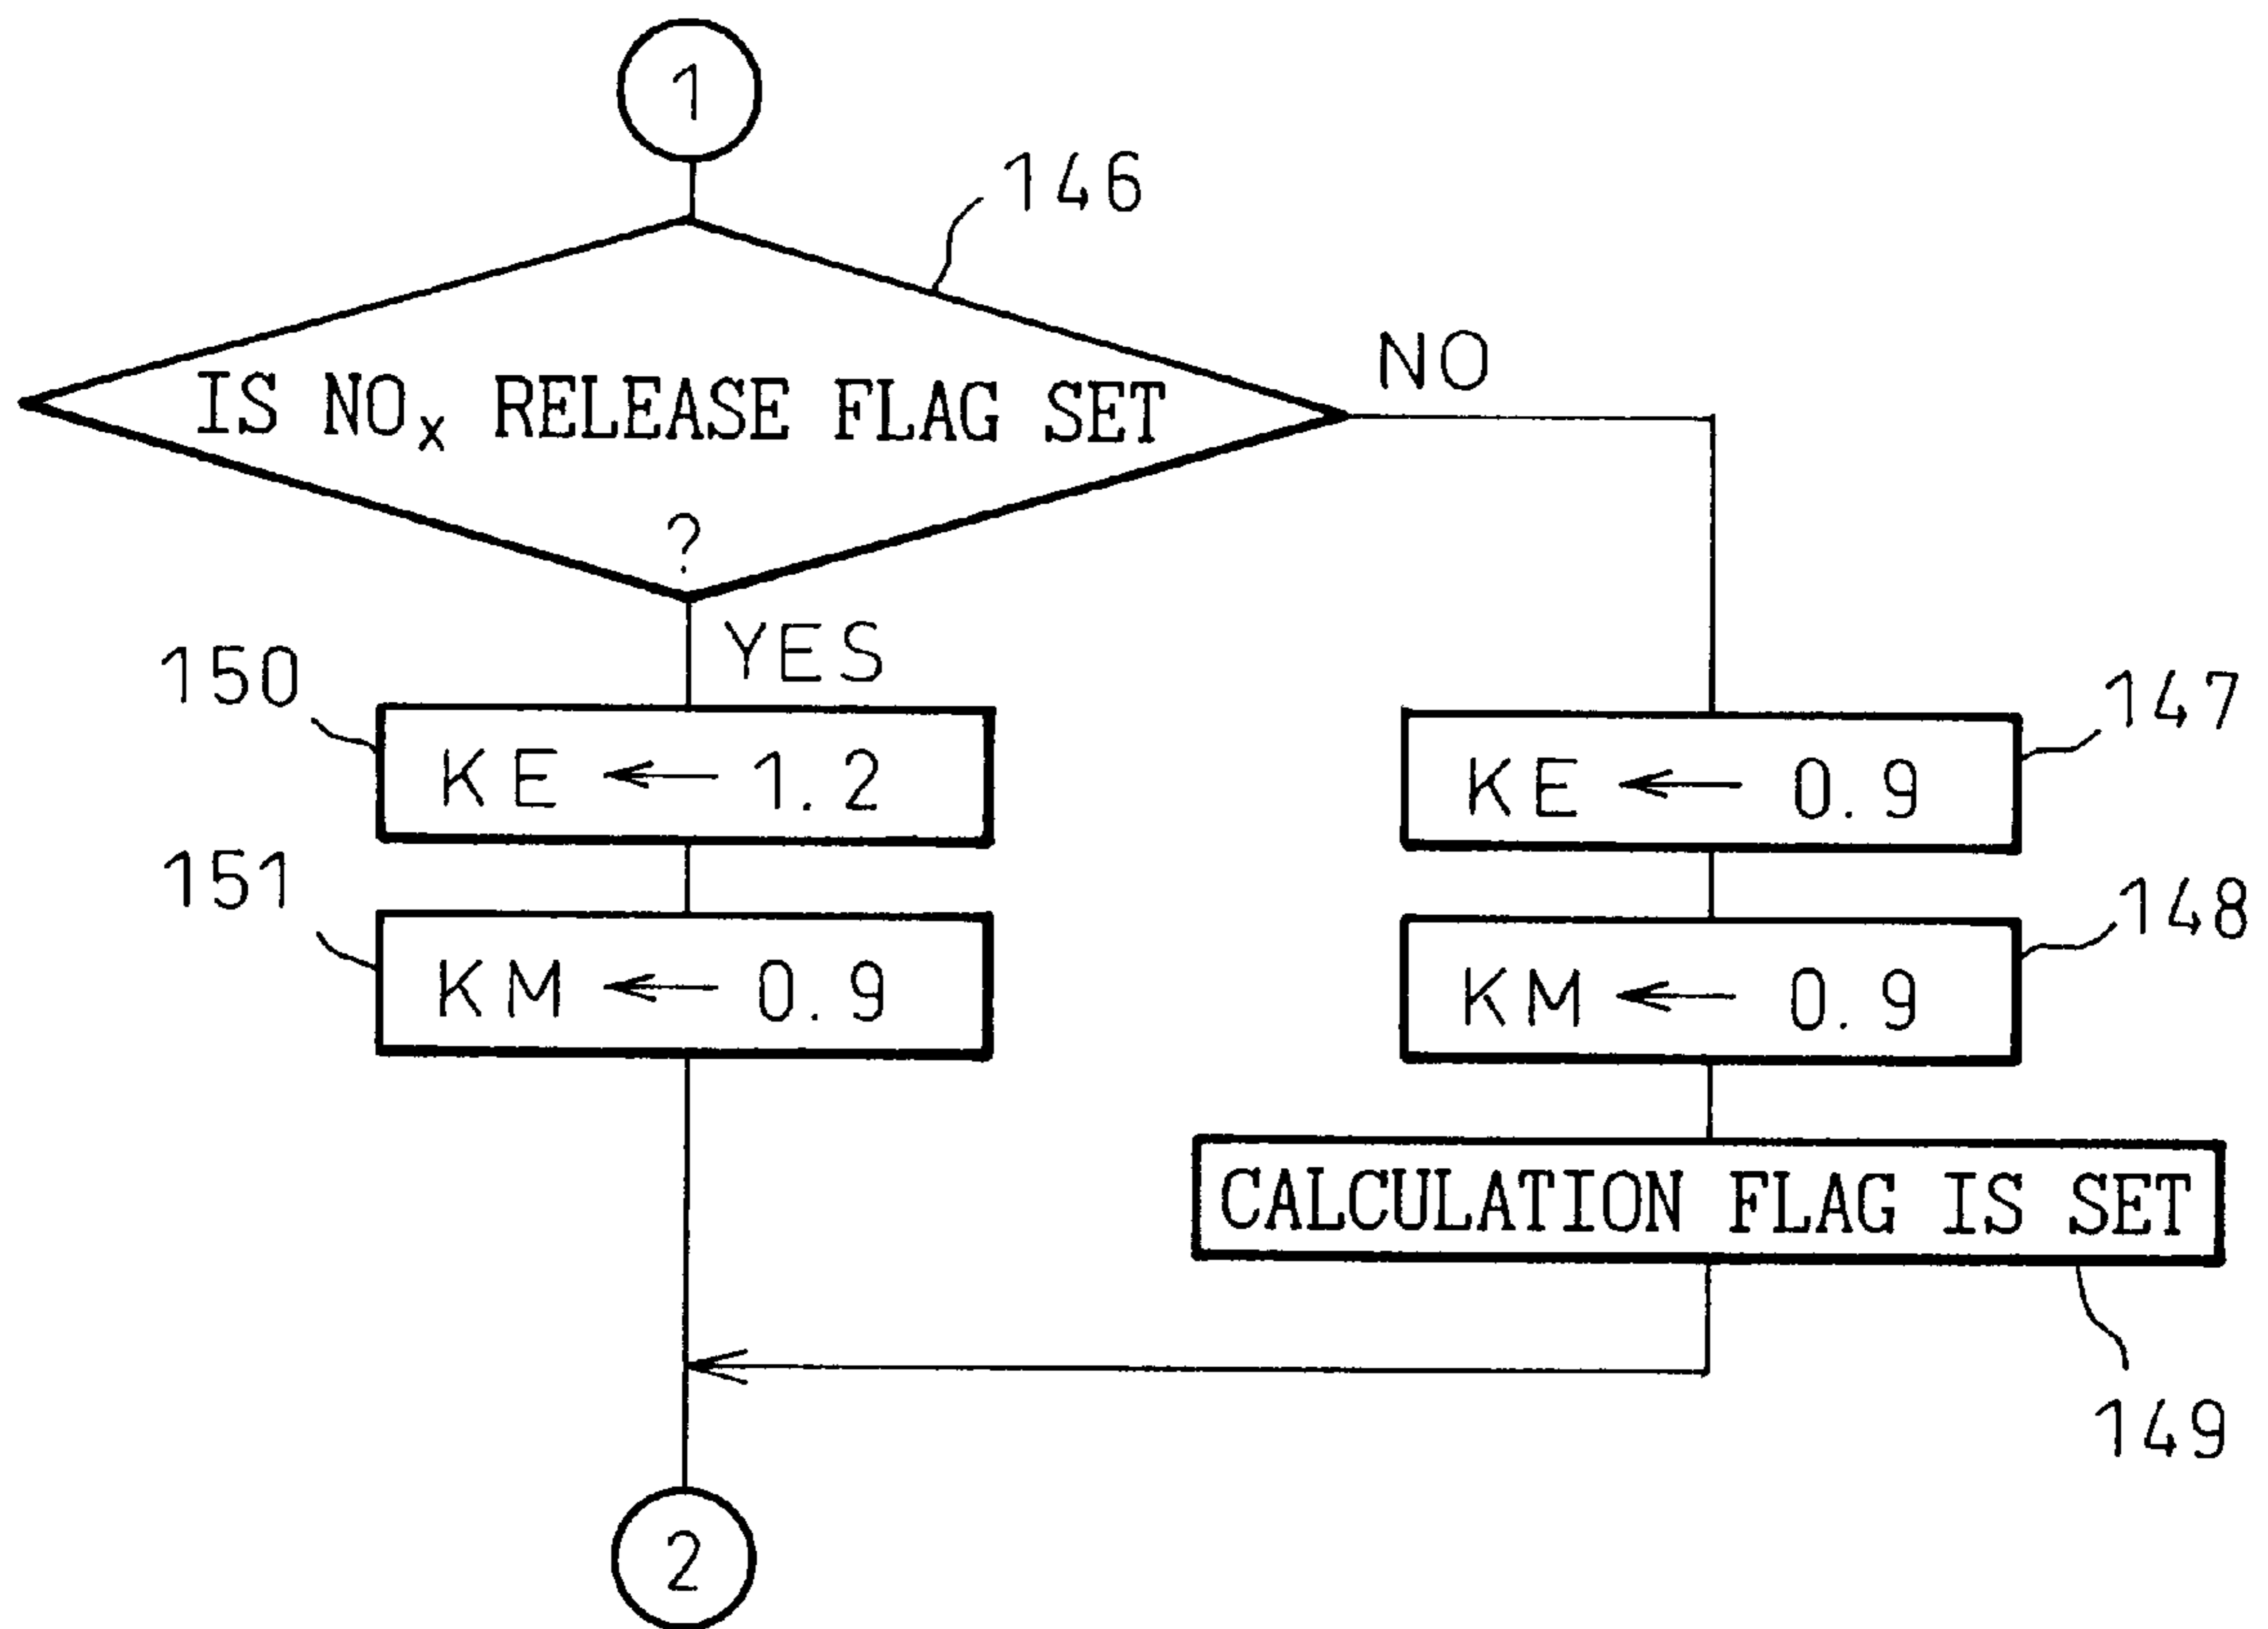 1
146
IS NOx RELEASE FLAG SET
?
NO
YES
150
KE ← 1.2
147
KE ← 0.9
151
KM ← 0.9
148
KM ← 0.9
CALCULATION FLAG IS SET
149
2